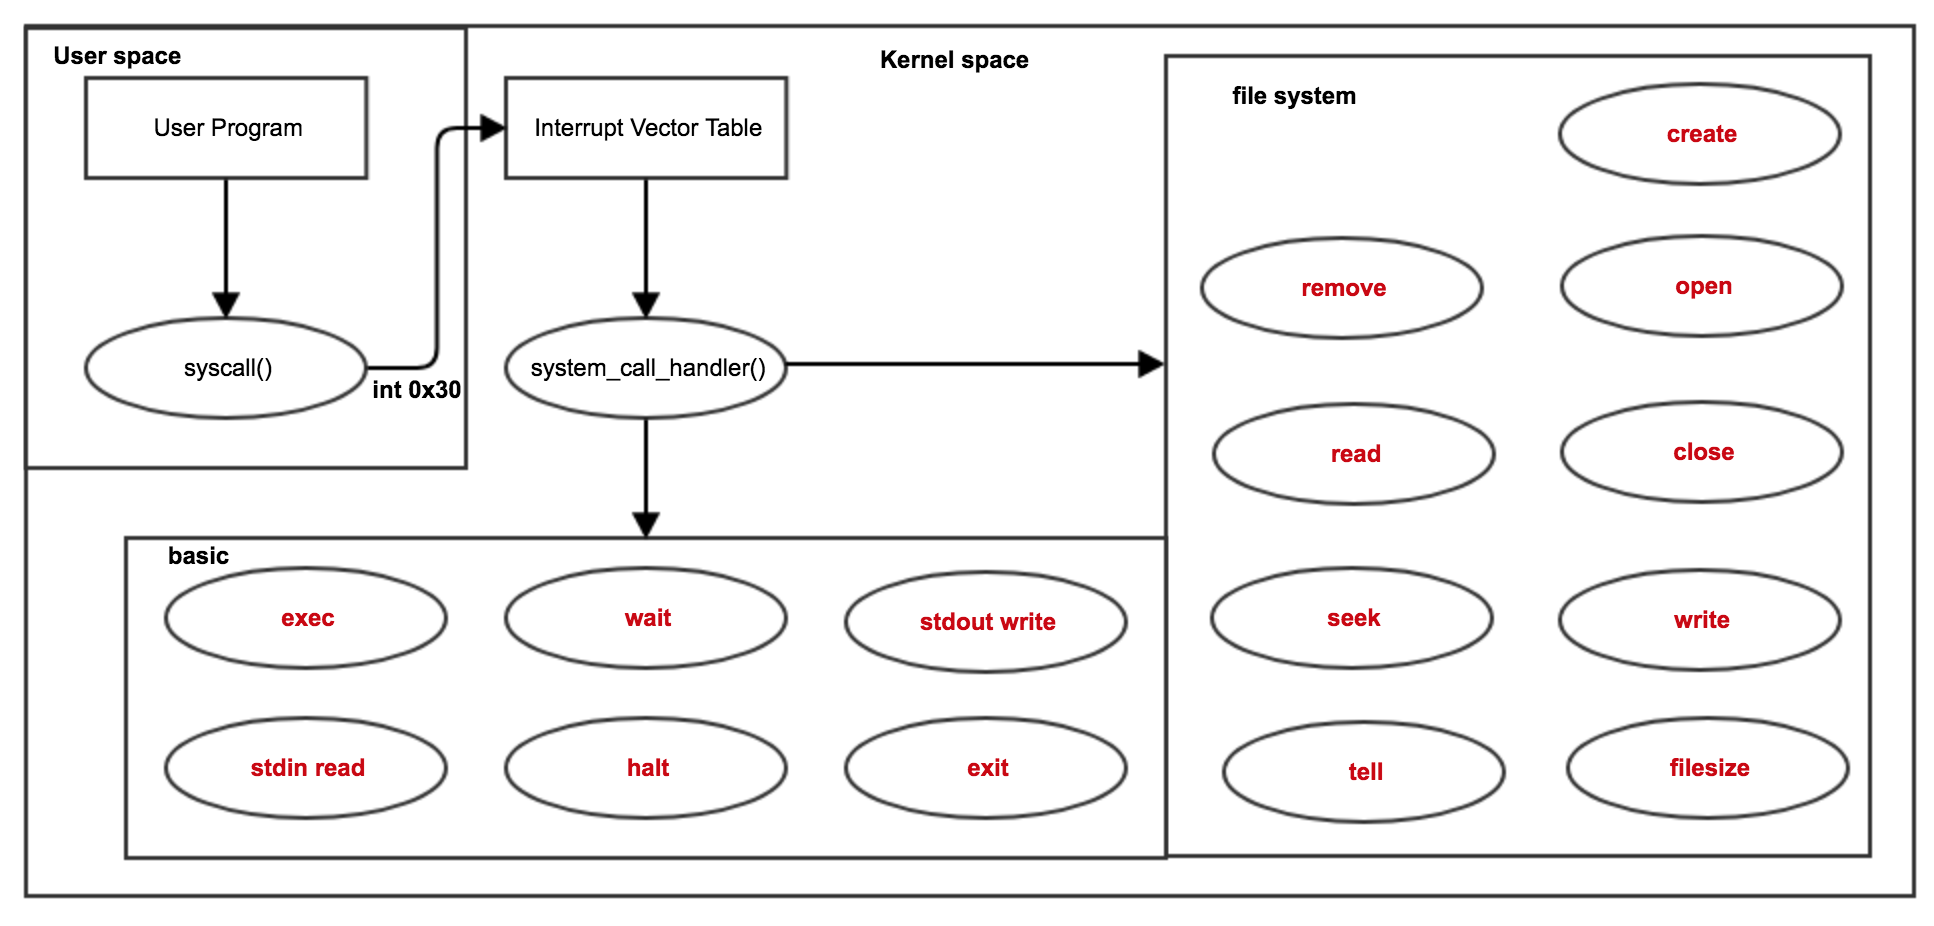 User space
Kernel space
file system
User Program
Interrupt Vector Table
create
remove
open
syscall()
int 0x30
system_call_handler()
read
close
basic
exec
wait
stdout write
seek
write
stdin read
halt
exit
tell
filesize